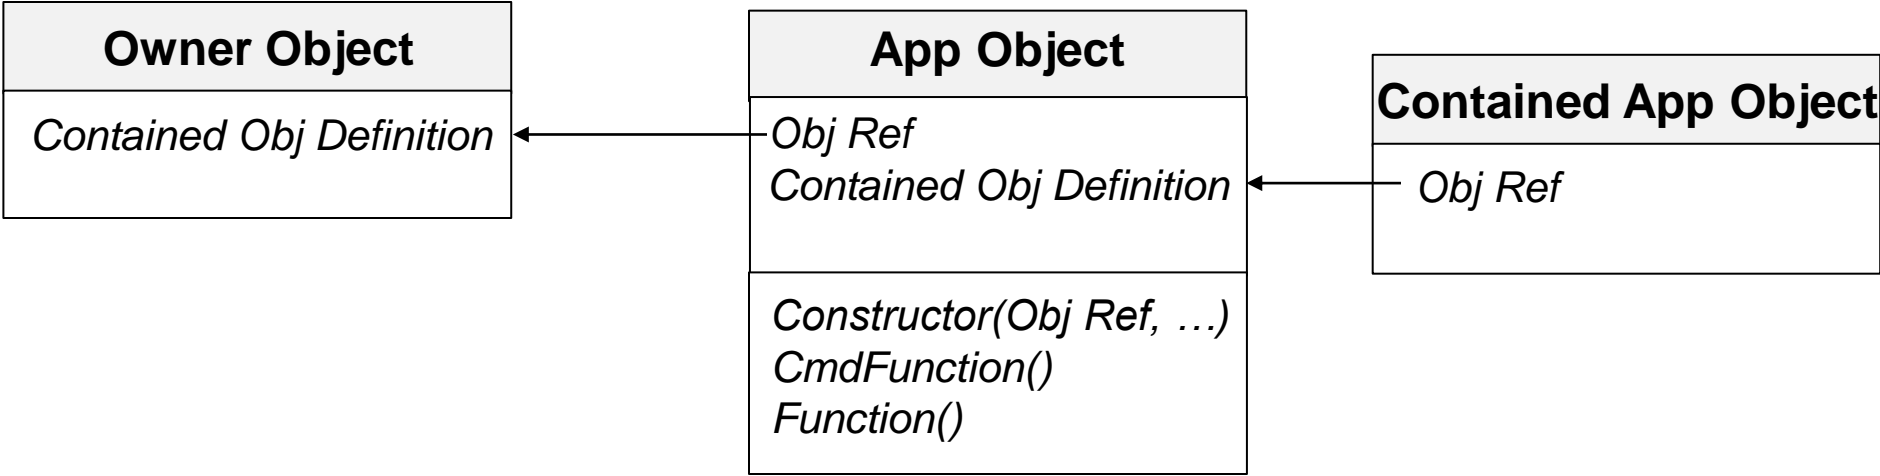 Owner Object
Contained Obj Definition
App Object
Obj Ref
Contained Obj Definition
Constructor(Obj Ref, …)
CmdFunction()
Function()
Contained App Object
Obj Ref